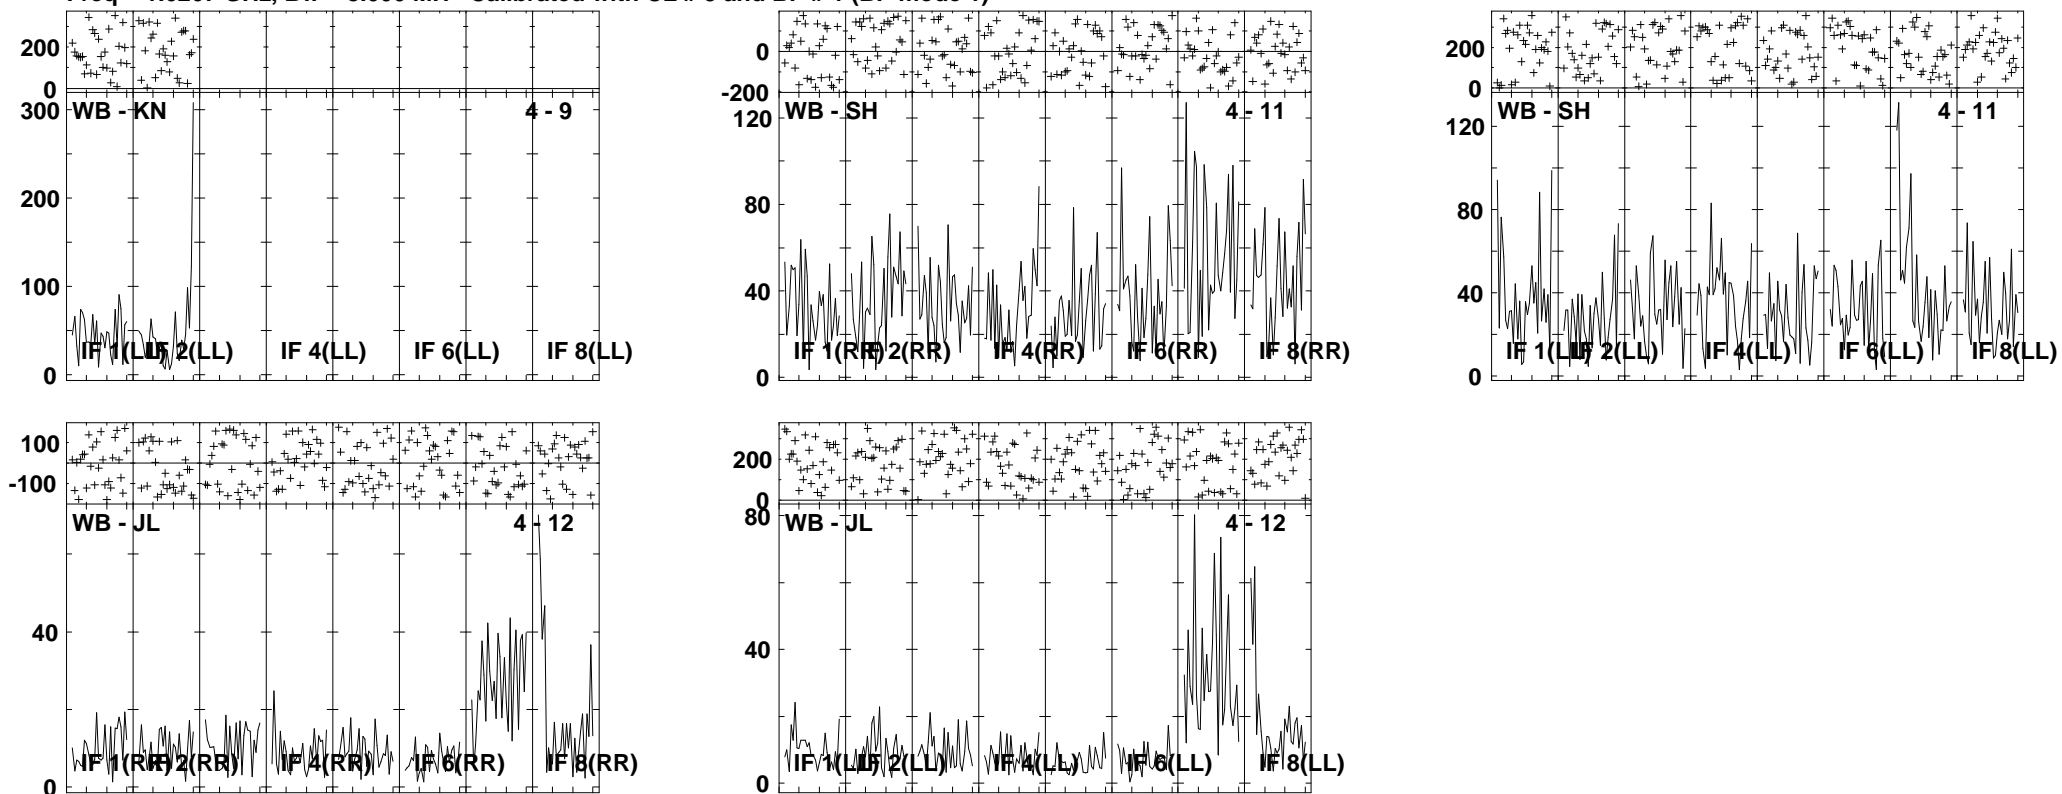 200
0
300
200
100
0
WB - KN
4 - 9
IF 1(LL)
IF 2(LL)
IF 4(LL)
IF 6(LL)
IF 8(LL)
0
-200
120
80
40
0
WB - SH
4 - 11
IF 1(RR)
IF 2(RR)
IF 4(RR)
IF 6(RR)
IF 8(RR)
200
0
120
80
40
0
WB - SH
4 - 11
IF 1(LL)
IF 2(LL)
IF 4(LL)
IF 6(LL)
IF 8(LL)
100
-100
40
0
WB - JL
4 - 12
IF 1(RR)
IF 2(RR)
IF 4(RR)
IF 6(RR)
IF 8(RR)
200
0
80
40
0
WB - JL
4 - 12
IF 1(LL)
IF 2(LL)
IF 4(LL)
IF 6(LL)
IF 8(LL)